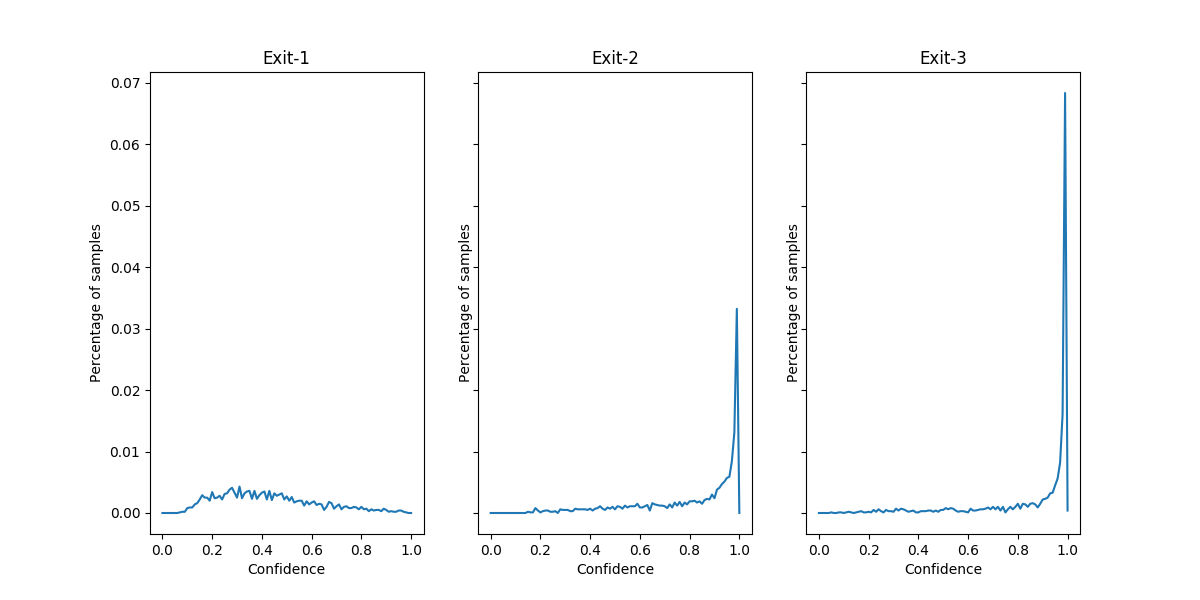 Exit-1
Exit-2
Exit-3
Percentage of samples
0.07
0.06
0.05
0.04
0.03
0.02
0.01
0.00
0.0 0.2 0.4 0.6 0.8 1.0
Confidence
Percentage of samples
0.0 0.2 0.4 0.6 0.8 1.0
Confidence
Percentage of samples
0.0 0.2 0.4 0.6 0.8 1.0
Confidence